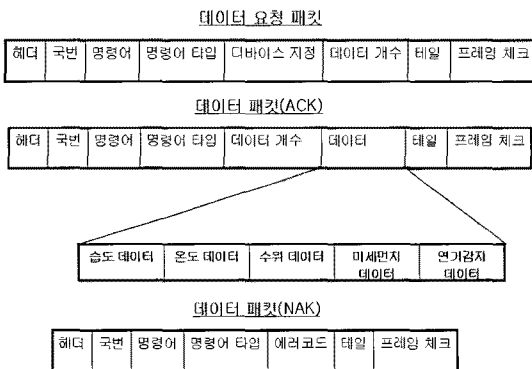 데이터 요청 패킷
헤더 국번 명령어 명령어 타입 디바이스 지정 데이터 개수 테일 프레임 체크
데이터 패킷(ACK)
헤더 국번 명령어 명령어 타입 데이터 개수 데이터 테일 프레임 체크
습도 데이터 온도 데이터 수위 데이터 미세먼지 연기감지
데이터 데이터
데이터 패킷(NAK)
헤더 국번 명령어 명령어 타입 에러코드 테일 프레임 체크